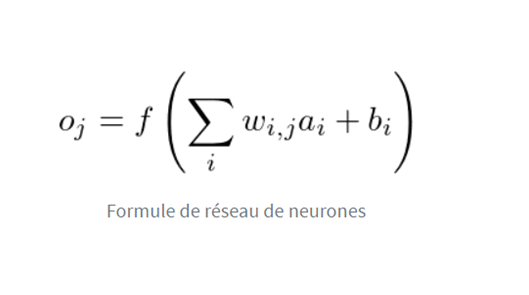 o_j = f ( ∑_i w_{i,j} a_i + b_i )
Formule de réseau de neurones